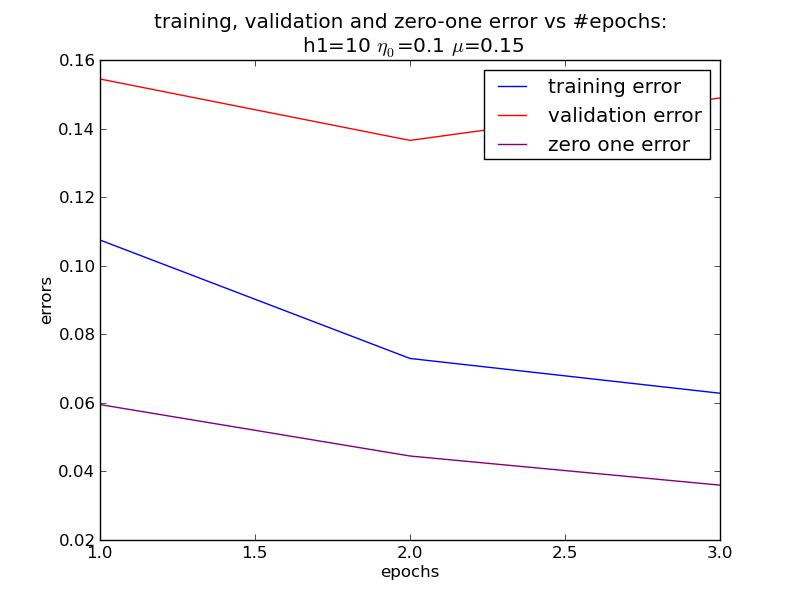 training, validation and zero-one error vs #epochs:
h1=10 η₀=0.1 μ=0.15
training error
validation error
zero one error
errors
0.16
0.14
0.12
0.10
0.08
0.06
0.04
0.02
1.0 1.5 2.0 2.5 3.0
epochs